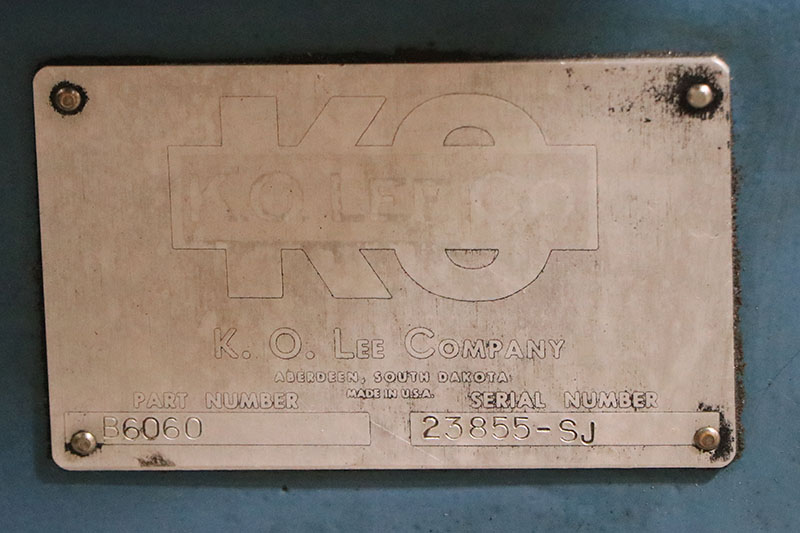 KO
K.O. LEE CO.
K. O. LEE COMPANY
ABERDEEN, SOUTH DAKOTA
MADE IN U.S.A.
PART NUMBER SERIAL NUMBER
B6060 23855-SJ